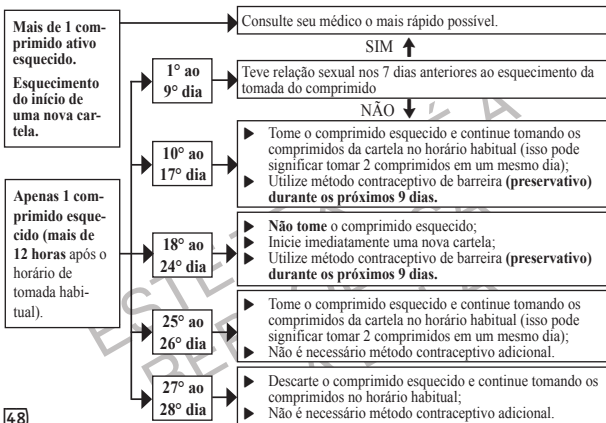 Mais de 1 com-
primido ativo
esquecido.
Esquecimento
do início de
uma nova car-
tela.
Consulte seu médico o mais rápido possível.
SIM
1° ao
9° dia
Teve relação sexual nos 7 dias anteriores ao esquecimento da
tomada do comprimido
NÃO
10° ao
17° dia
Tome o comprimido esquecido e continue tomando os
comprimidos da cartela no horário habitual (isso pode
significar tomar 2 comprimidos em um mesmo dia);
Utilize método contraceptivo de barreira (preservativo)
durante os próximos 9 dias.
Apenas 1 com-
primido esque-
cido (mais de
12 horas após o
horário de
tomada habi-
tual).
18° ao
24° dia
Não tome o comprimido esquecido;
Inicie imediatamente uma nova cartela;
Utilize método contraceptivo de barreira (preservativo)
durante os próximos 9 dias.
25° ao
26° dia
Tome o comprimido esquecido e continue tomando os
comprimidos da cartela no horário habitual (isso pode
significar tomar 2 comprimidos em um mesmo dia);
Não é necessário método contraceptivo adicional.
27° ao
28° dia
Descarte o comprimido esquecido e continue tomando os
comprimidos no horário habitual;
Não é necessário método contraceptivo adicional.
48